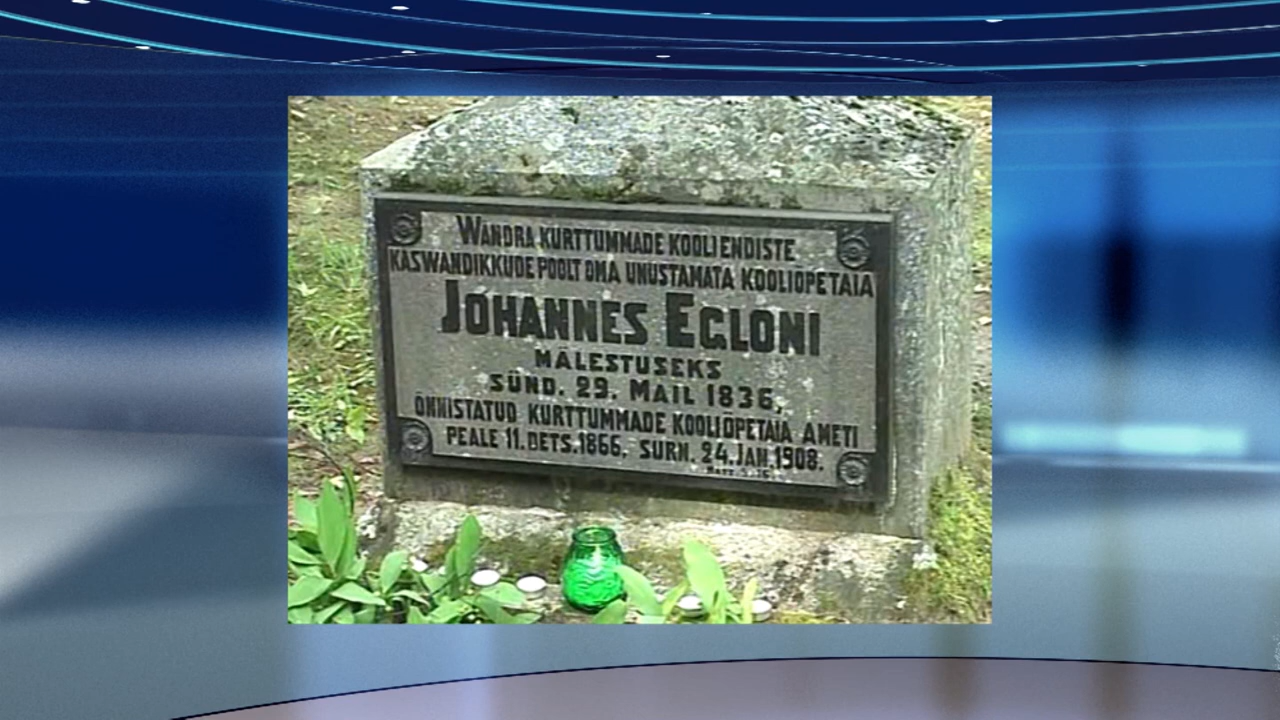 WANDRA KURTTUMMADE KOOLI ENDISTE
KASWANDIKKUDE POOLT OMA UNUSTAMATA KOOLIOPETAIA
JOHANNES EGLONI
MÄLESTUSEKS
SÜND. 29. MAIL 1836,
ÕNNISTATUD KURTTUMMADE KOOLIÕPETAIA AMETI
PEALE 11. DETS. 1866, SURN. 24. JAN. 1908.